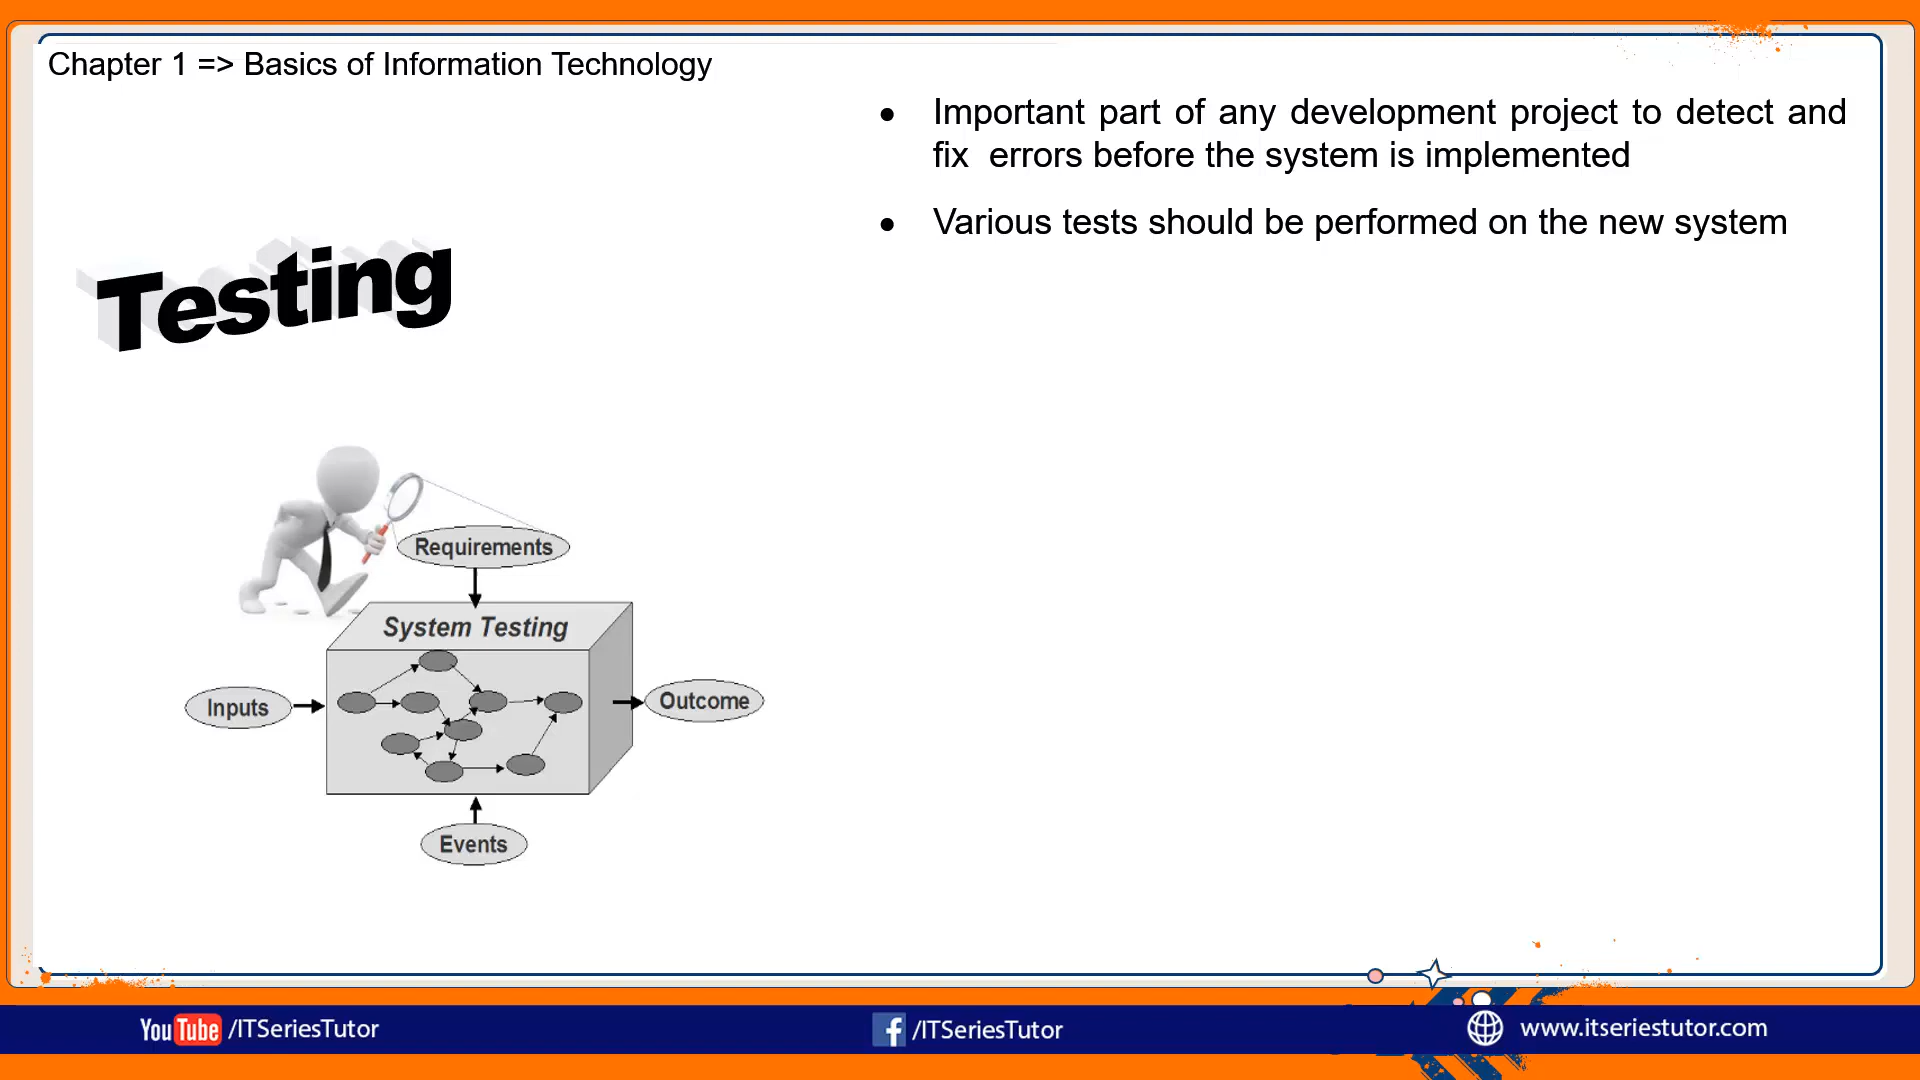 Chapter 1 => Basics of Information Technology
● Important part of any development project to detect and
fix errors before the system is implemented
● Various tests should be performed on the new system
Testing
Requirements
System Testing
Inputs
Outcome
Events
YouTube /ITSeriesTutor
f /ITSeriesTutor
www.itseriestutor.com